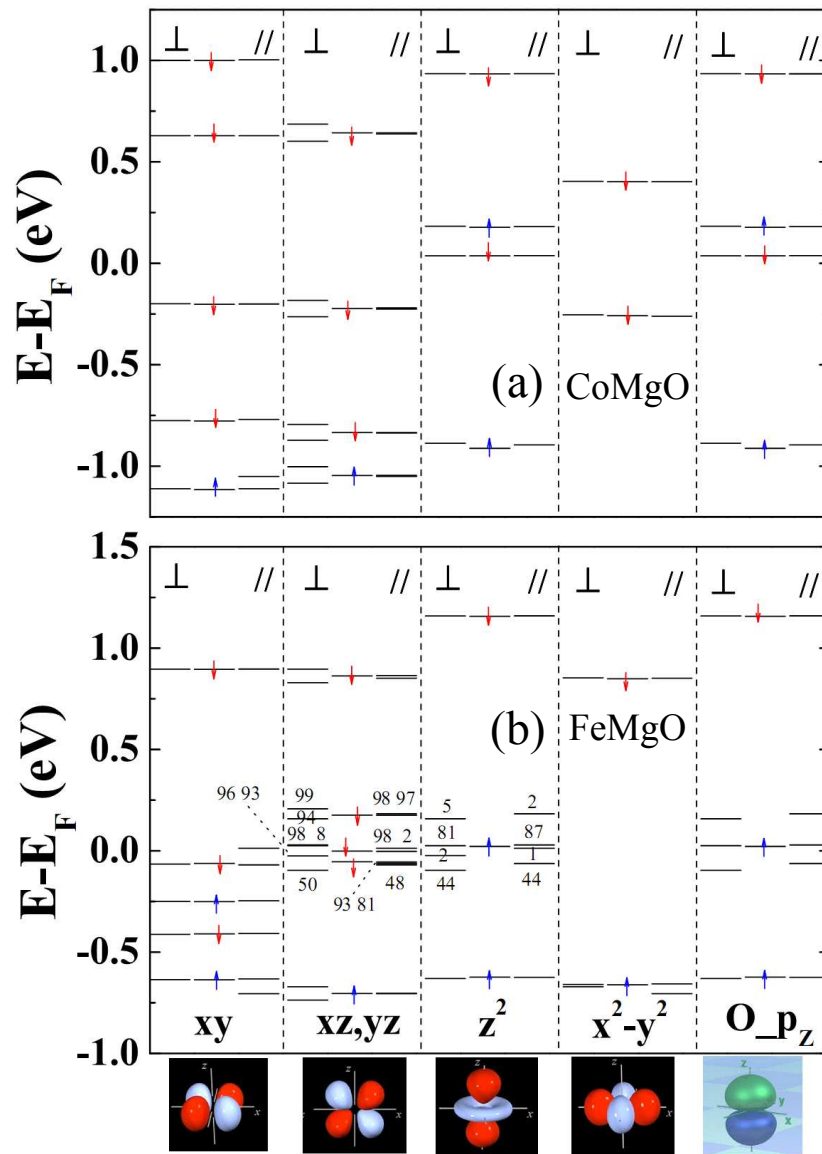 ⊥ // ⊥ // ⊥ // ⊥ // ⊥ //
1.0
0.5
0.0
-0.5
-1.0
E-E_F (eV)
(a) CoMgO
1.5
⊥ // ⊥ // ⊥ // ⊥ // ⊥ //
1.0
0.5
0.0
-0.5
-1.0
E-E_F (eV)
(b) FeMgO
96 93 99 98 97 5 2
94
98 8 98 2 81 87
2 1
50 48 44 44
93 81
xy xz,yz z² x²-y² O_p_z
z x z x z x z x z y x